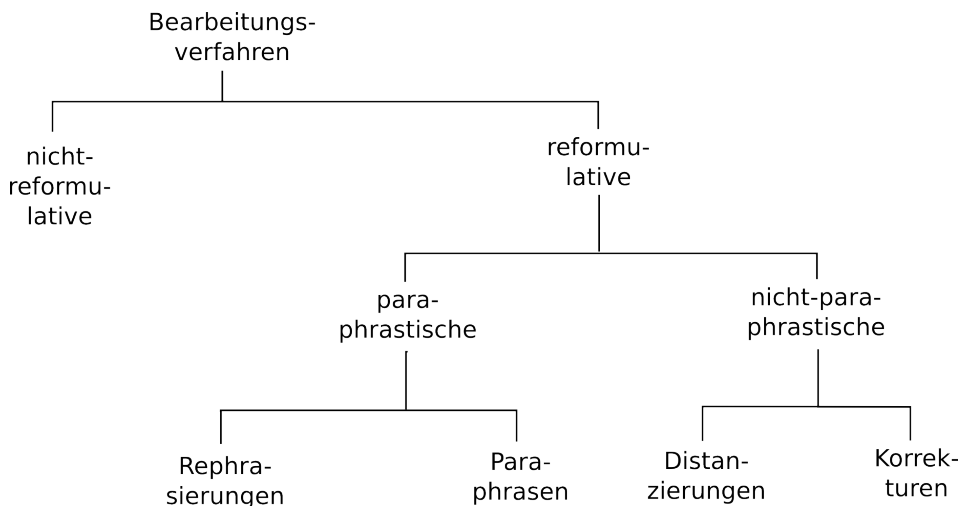 Bearbeitungs-
verfahren
nicht-
reformu-
lative
reformu-
lative
para-
phrastische
nicht-para-
phrastische
Rephra-
sierungen
Para-
phrasen
Distan-
zierungen
Korrek-
turen